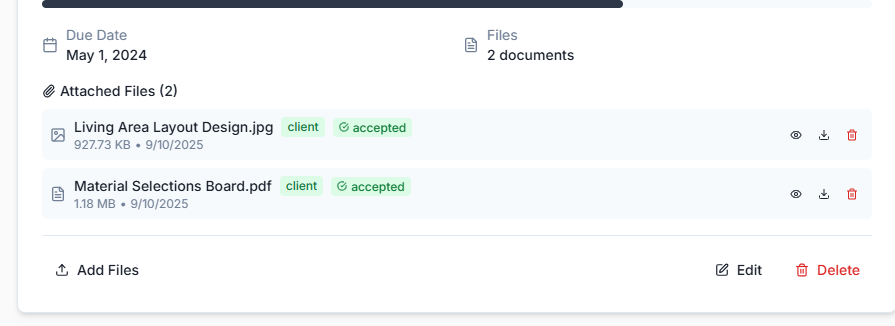 Due Date
Files
May 1, 2024
2 documents
Attached Files (2)
Living Area Layout Design.jpg client accepted
927.73 KB • 9/10/2025
Material Selections Board.pdf client accepted
1.18 MB • 9/10/2025
Add Files
Edit
Delete